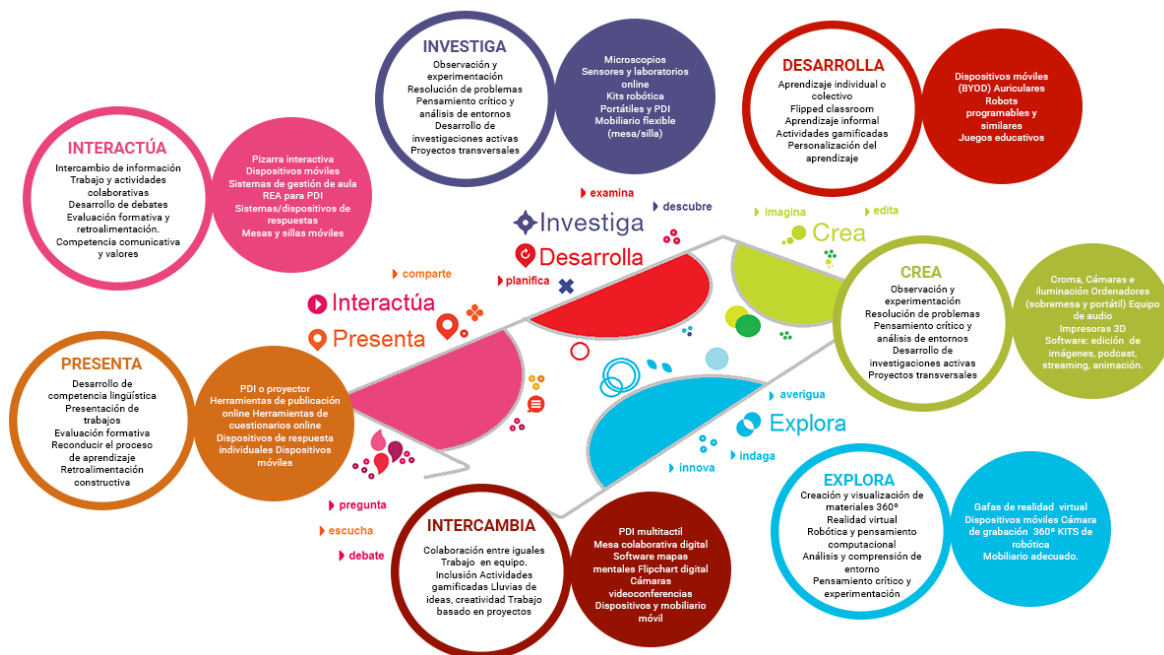 INVESTIGA
Observación y
experimentación
Resolución de problemas
Pensamiento crítico y
análisis de entornos
Desarrollo de
investigaciones activas
Proyectos transversales
Microscopios
Sensores y laboratorios
online
Kits robótica
Portátiles y PDI
Mobiliario flexible
(mesa/silla)
DESARROLLA
Aprendizaje individual o
colectivo
Flipped classroom
Aprendizaje informal
Actividades gamificadas
Personalización del
aprendizaje
Dispositivos móviles
(BYOD) Auriculares
Robots
programables y
similares
Juegos educativos
INTERACTÚA
Intercambio de información
Trabajo y actividades
colaborativas
Desarrollo de debates
Evaluación formativa y
retroalimentación.
Competencia comunicativa
y valores
Pizarra interactiva
Dispositivos móviles
Sistemas de gestión de aula
REA para PDI
Sistemas/dispositivos de
respuestas
Mesas y sillas móviles
examina
descubre
Investiga
Desarrolla
planifica
imagina
edita
Crea
comparte
Interactúa
Presenta
CREA
Observación y
experimentación
Resolución de problemas
Pensamiento crítico y
análisis de entornos
Desarrollo de
investigaciones activas
Proyectos transversales
Croma, Cámaras e
iluminación Ordenadores
(sobremesa y portátil) Equipo
de audio
Impresoras 3D
Software: edición de
imágenes, podcast,
streaming, animación.
PRESENTA
Desarrollo de
competencia lingüística
Presentación de
trabajos
Evaluación formativa
Reconducir el proceso
de aprendizaje
Retroalimentación
constructiva
PDI o proyector
Herramientas de publicación
online Herramientas de
cuestionarios online
Dispositivos de respuesta
individuales Dispositivos
móviles
averigua
Explora
indaga
innova
pregunta
escucha
debate
INTERCAMBIA
Colaboración entre iguales
Trabajo en equipo.
Inclusión Actividades
gamificadas Lluvias de
ideas, creatividad Trabajo
basado en proyectos
PDI multitactil
Mesa colaborativa digital
Software mapas
mentales Flipchart digital
Cámaras
videoconferencias
Dispositivos y mobiliario
móvil
EXPLORA
Creación y visualización de
materiales 360º
Realidad virtual
Robótica y pensamiento
computacional
Análisis y comprensión de
entorno
Pensamiento crítico y
experimentación
Gafas de realidad virtual
Dispositivos móviles Cámara
de grabación 360º KITS de
robótica
Mobiliario adecuado.